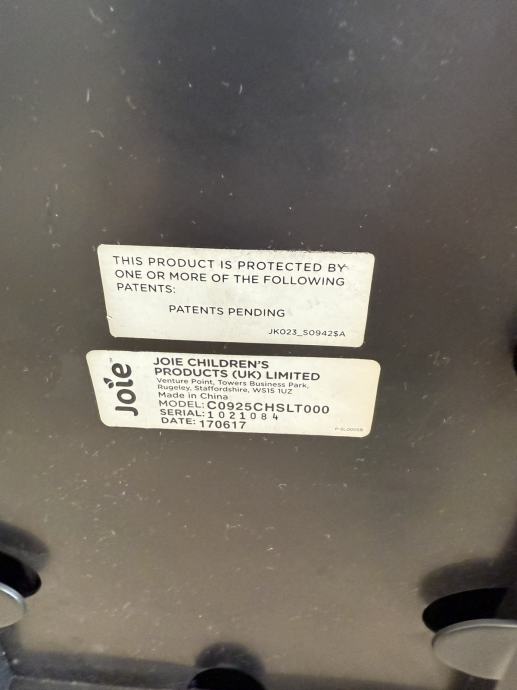 THIS PRODUCT IS PROTECTED BY
ONE OR MORE OF THE FOLLOWING
PATENTS:
PATENTS PENDING
JK023_S0942$A
Joie
JOIE CHILDREN'S
PRODUCTS (UK) LIMITED
Venture Point, Towers Business Park,
Rugeley, Staffordshire, WS15 1UZ
Made in China
MODEL: C0925CHSLT000
SERIAL: 1021084
DATE: 170617